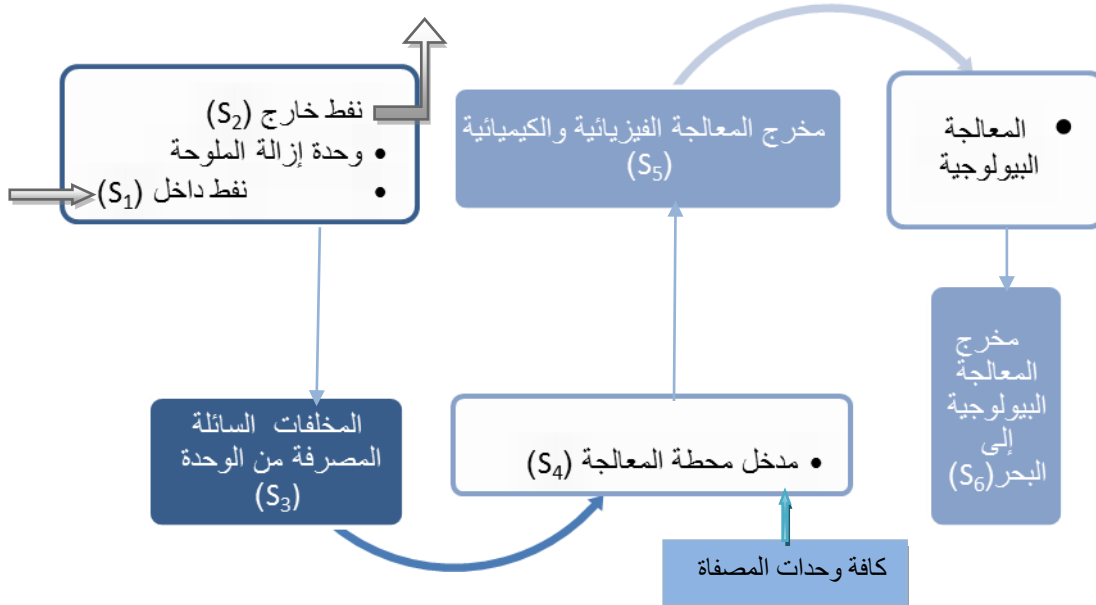 نفط خارج (S2)
• وحدة إزالة الملوحة
• نفط داخل (S1)
المخلفات السائلة
المصرفة من الوحدة
(S3)
• مدخل محطة المعالجة (S4)
كافة وحدات المصفاة
مخرج المعالجة الفيزيائية والكيميائية
(S5)
• المعالجة
البيولوجية
مخرج
المعالجة
البيولوجية
إلى
البحر(S6)